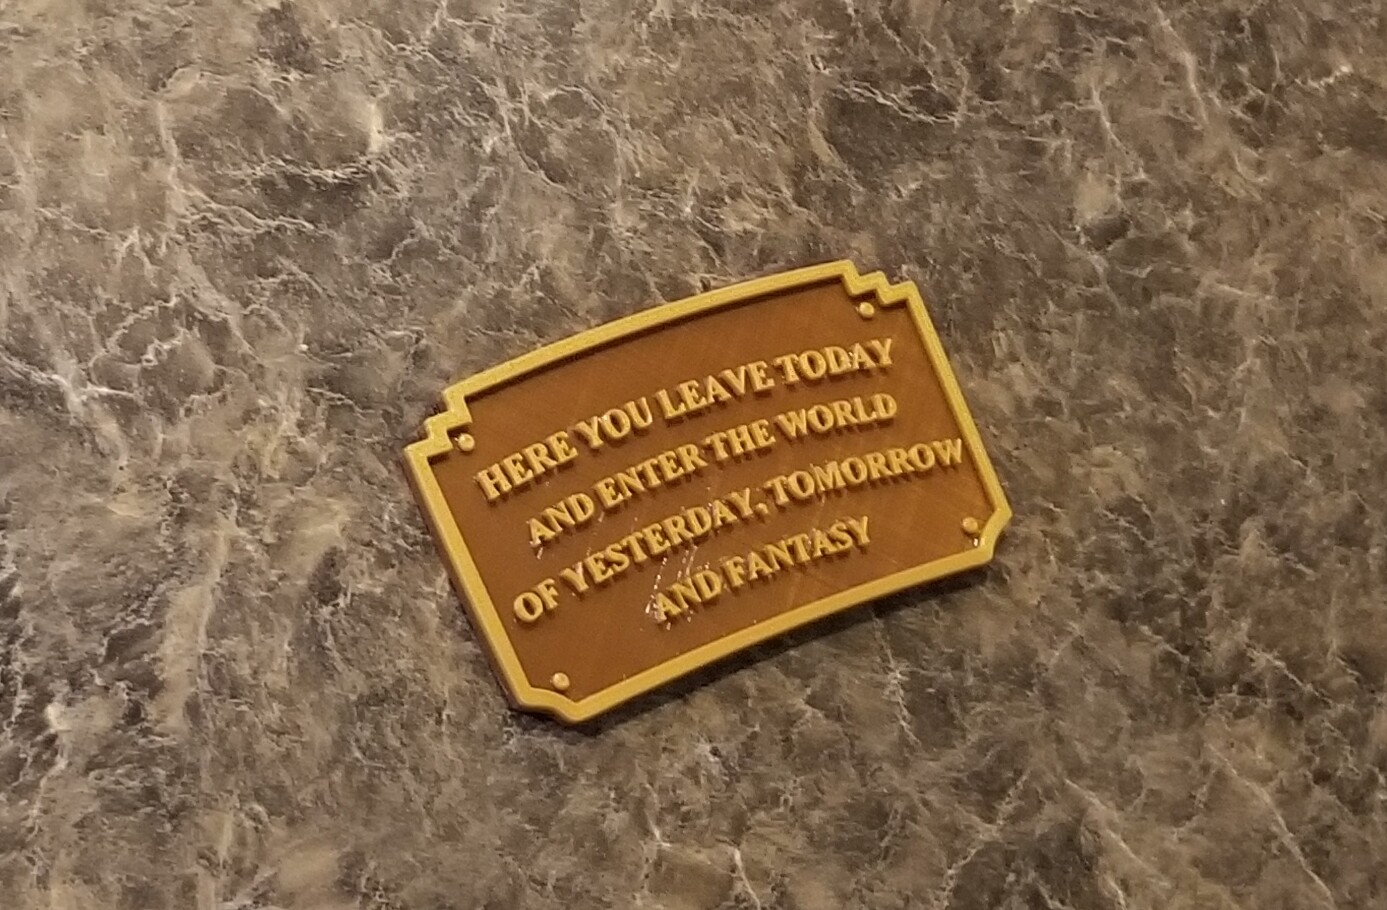 HERE YOU LEAVE TODAY
AND ENTER THE WORLD
OF YESTERDAY, TOMORROW
AND FANTASY